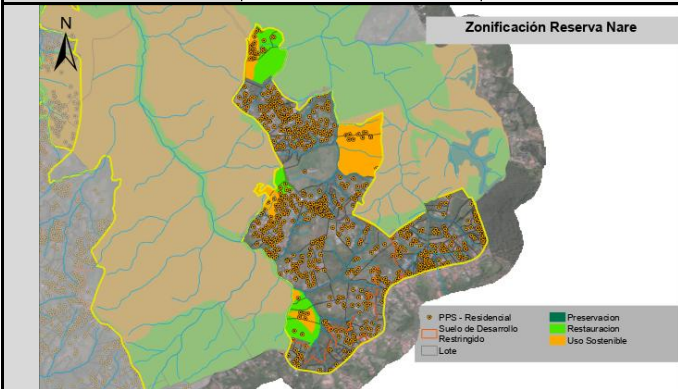 Zonificación Reserva Nare
N
PPS - Residencial
Suelo de Desarrollo
Restringido
Lote
Preservacion
Restauracion
Uso Sostenible